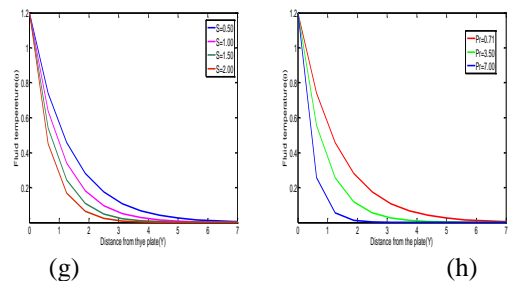 1.2
1
0.8
0.6
0.4
0.2
0 1 2 3 4 5 6 7
Fluid temperature(θ)
Distance from thye plate(Y)
S=0.50
S=1.00
S=1.50
S=2.00
(g)
1.2
1
0.8
0.6
0.4
0.2
0 1 2 3 4 5 6 7
Fluid temperature(θ)
Distance from the plate(Y)
Pr=0.71
Pr=3.50
Pr=7.00
(h)